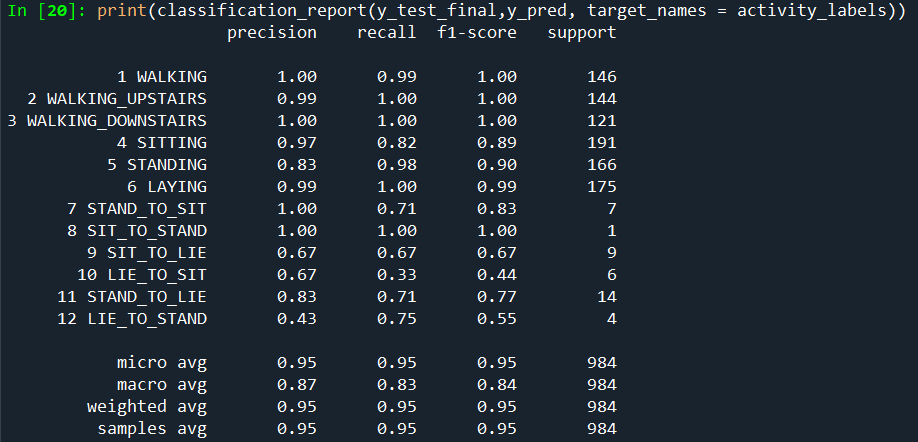 In [20]: print(classification_report(y_test_final,y_pred, target_names = activity_labels))
precision recall f1-score support
1 WALKING 1.00 0.99 1.00 146
2 WALKING_UPSTAIRS 0.99 1.00 1.00 144
3 WALKING_DOWNSTAIRS 1.00 1.00 1.00 121
4 SITTING 0.97 0.82 0.89 191
5 STANDING 0.83 0.98 0.90 166
6 LAYING 0.99 1.00 0.99 175
7 STAND_TO_SIT 1.00 0.71 0.83 7
8 SIT_TO_STAND 1.00 1.00 1.00 1
9 SIT_TO_LIE 0.67 0.67 0.67 9
10 LIE_TO_SIT 0.67 0.33 0.44 6
11 STAND_TO_LIE 0.83 0.71 0.77 14
12 LIE_TO_STAND 0.43 0.75 0.55 4
micro avg 0.95 0.95 0.95 984
macro avg 0.87 0.83 0.84 984
weighted avg 0.95 0.95 0.95 984
samples avg 0.95 0.95 0.95 984